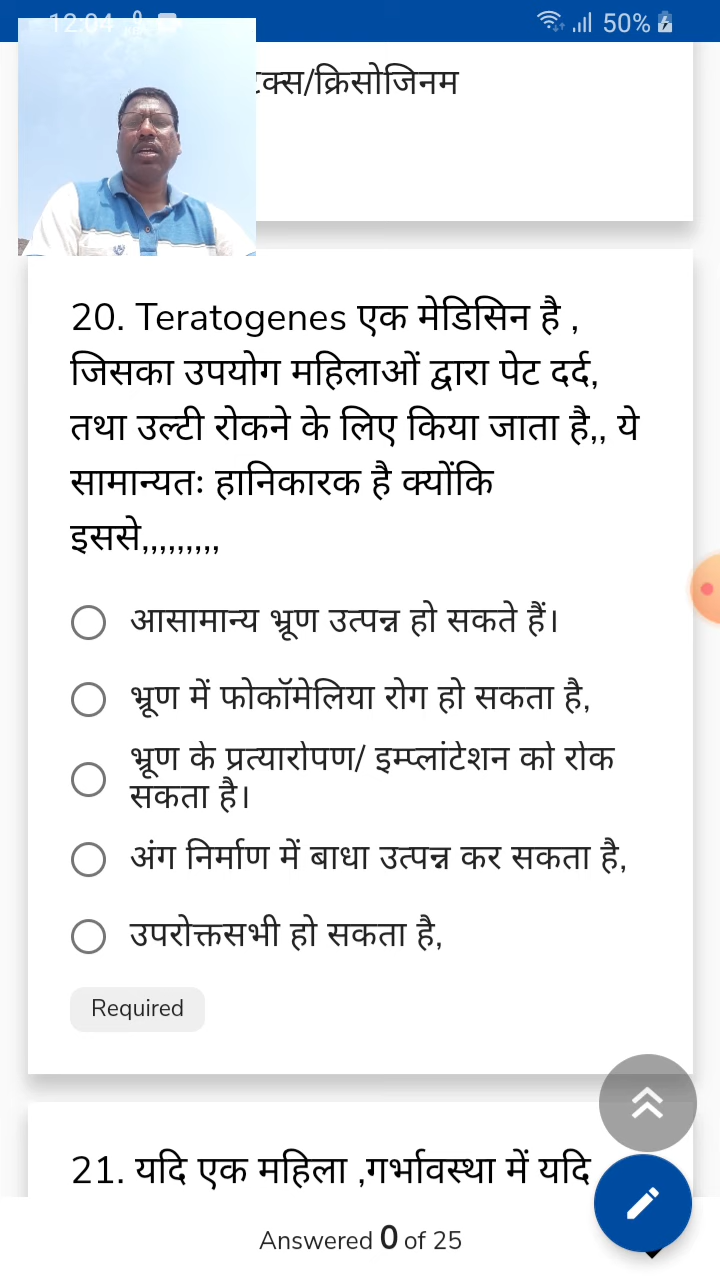 12:04
50%
क्स/क्रिसोजिनम
20. Teratogenes एक मेडिसिन है ,
जिसका उपयोग महिलाओं द्वारा पेट दर्द,
तथा उल्टी रोकने के लिए किया जाता है,, ये
सामान्यतः हानिकारक है क्योंकि
इससे,,,,,,,,,
आसामान्य भ्रूण उत्पन्न हो सकते हैं।
भ्रूण में फोकॉमेलिया रोग हो सकता है,
भ्रूण के प्रत्यारोपण/ इम्प्लांटेशन को रोक
सकता है।
अंग निर्माण में बाधा उत्पन्न कर सकता है,
उपरोक्तसभी हो सकता है,
Required
21. यदि एक महिला ,गर्भावस्था में यदि
Answered 0 of 25